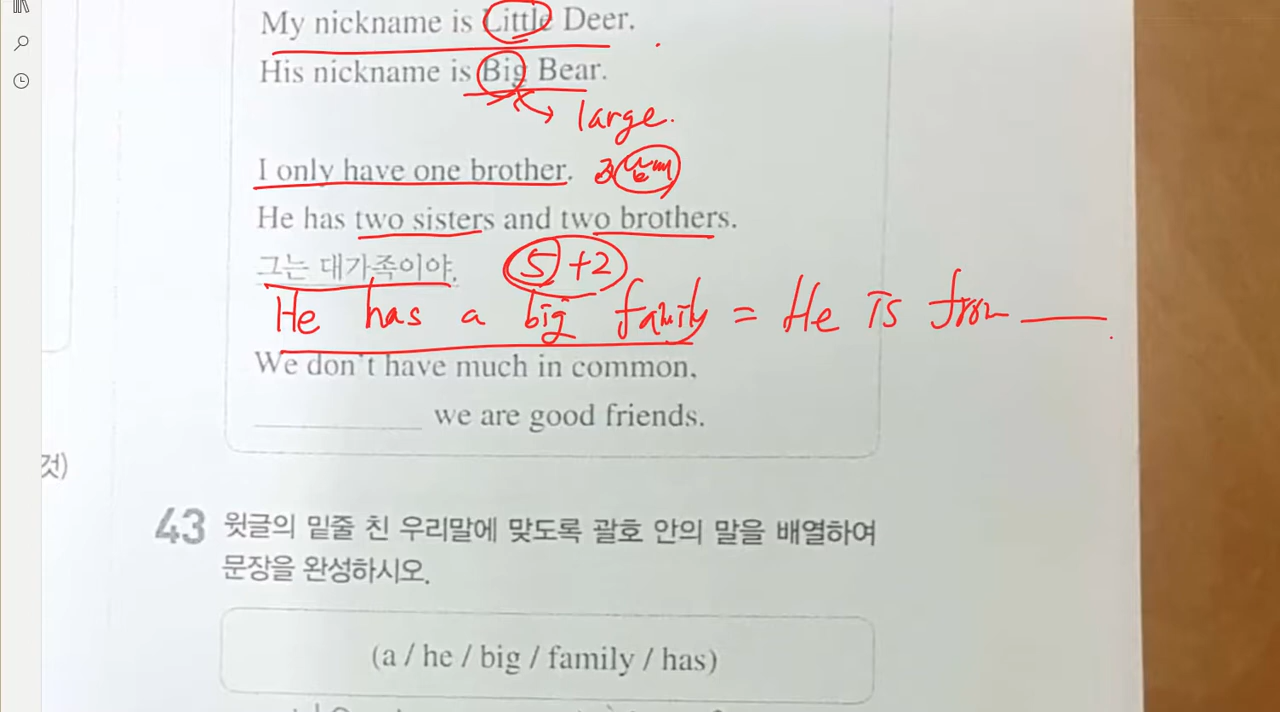 My nickname is Little Deer.
His nickname is Big Bear.
large.
I only have one brother.
He has two sisters and two brothers.
그는 대가족이야. 5 +2
He has a big family = He is from ____
We don't have much in common,
__________ we are good friends.
것)
43 윗글의 밑줄 친 우리말에 맞도록 괄호 안의 말을 배열하여
문장을 완성하시오.
(a / he / big / family / has)